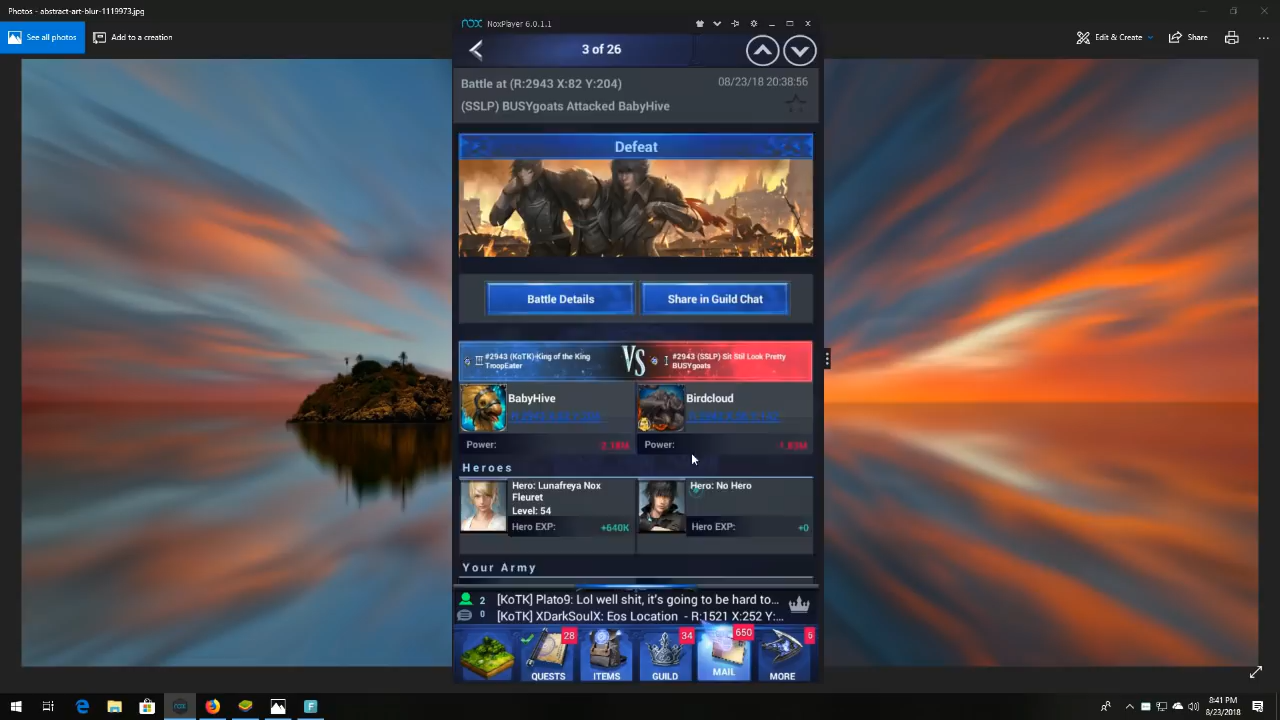 Photos - abstract-art-blur-1119973.jpg
See all photos
Add to a creation
Edit & Create
Share
nox NoxPlayer 6.0.1.1
3 of 26
Battle at (R:2943 X:82 Y:204)
08/23/18 20:38:56
(SSLP) BUSYgoats Attacked BabyHive
Defeat
Battle Details
Share in Guild Chat
III #2943 (KoTK) King of the King
TroopEater
VS
I #2943 (SSLP) Sit Still Look Pretty
BUSYgoats
BabyHive
Birdcloud
Power: -2.18M
Power: -1.83M
Heroes
Hero: Lunafreya Nox
Fleuret
Level: 54
Hero EXP: +640K
Hero: No Hero
Hero EXP: +0
Your Army
2 [KoTK] Plato9: Lol well shit, it's going to be hard to...
0 [KoTK] XDarkSoulX: Eos Location - R:1521 X:252 Y:...
28
34
650
6
QUESTS
ITEMS
GUILD
MAIL
MORE
8:41 PM
8/23/2018